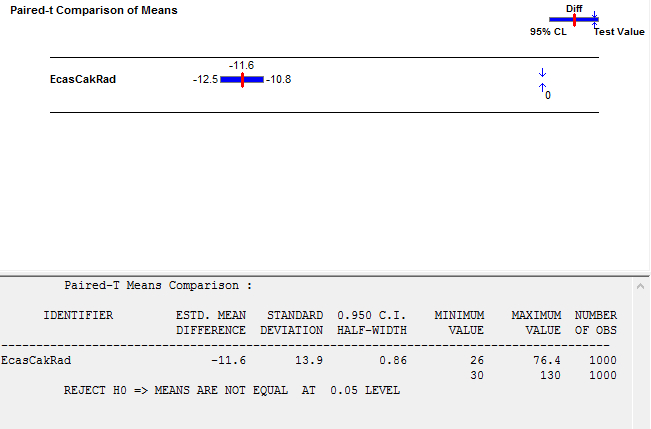 Paired-t Comparison of Means
Diff
95% CL Test Value
-11.6
EcasCakRad -12.5 -10.8
0
Paired-T Means Comparison :
IDENTIFIER ESTD. MEAN STANDARD 0.950 C.I. MINIMUM MAXIMUM NUMBER
DIFFERENCE DEVIATION HALF-WIDTH VALUE VALUE OF OBS
EcasCakRad -11.6 13.9 0.86 26 76.4 1000
30 130 1000
REJECT H0 => MEANS ARE NOT EQUAL AT 0.05 LEVEL